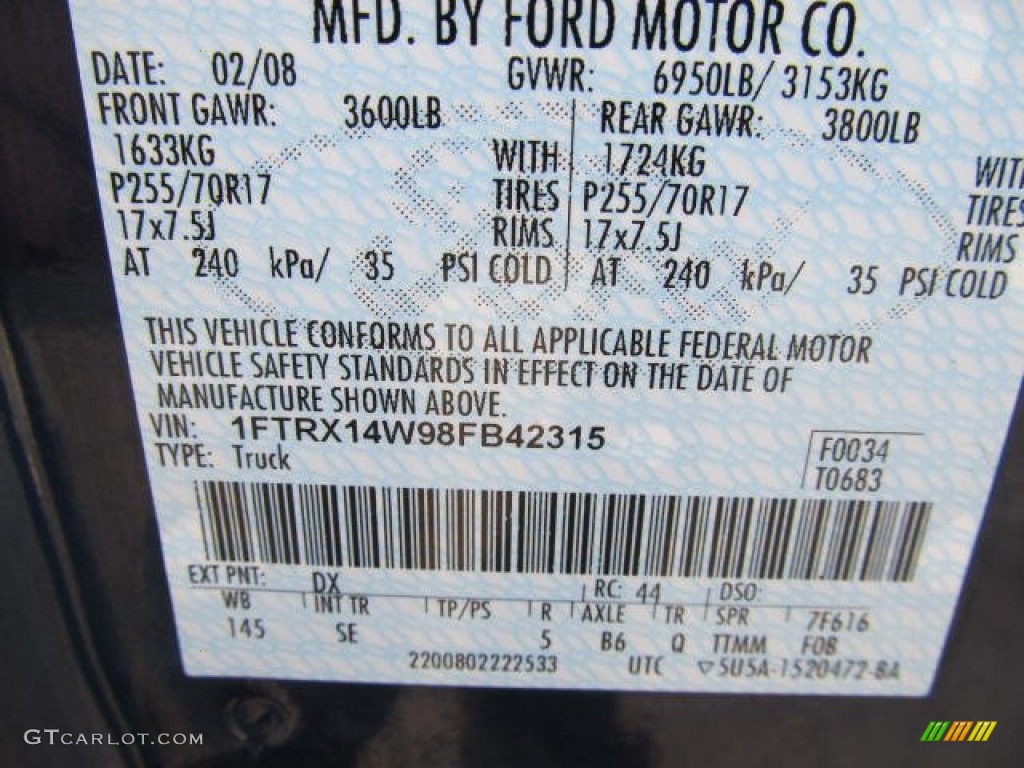 MFD. BY FORD MOTOR CO.
DATE: 02/08 GVWR: 6950LB/ 3153KG
FRONT GAWR: 3600LB REAR GAWR: 3800LB
1633KG WITH 1724KG WITH
P255/70R17 TIRES P255/70R17 TIRES
17x7.5J RIMS 17x7.5J RIMS
AT 240 kPa/ 35 PSI COLD AT 240 kPa/ 35 PSI COLD
THIS VEHICLE CONFORMS TO ALL APPLICABLE FEDERAL MOTOR
VEHICLE SAFETY STANDARDS IN EFFECT ON THE DATE OF
MANUFACTURE SHOWN ABOVE.
VIN: 1FTRX14W98FB42315 F0034
TYPE: Truck T0683
EXT PNT: DX RC: 44 DSO:
WB INT TR TP/PS R AXLE TR SPR 7F616
145 SE 5 B6 Q TTMM FOB
2200802222533 UTC ▽5U5A-1520472-BA
GTCARLOT.COM